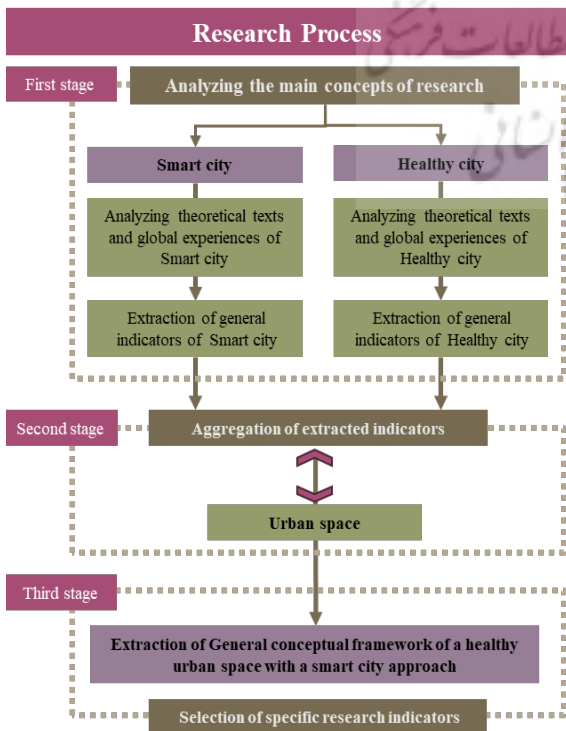 Research Process
مطالعات فرهنگی
First stage
Analyzing the main concepts of research
Smart city
Healthy city
Analyzing theoretical texts
and global experiences of
Smart city
Analyzing theoretical texts
and global experiences of
Healthy city
Extraction of general
indicators of Smart city
Extraction of general
indicators of Healthy city
Second stage
Aggregation of extracted indicators
Urban space
Third stage
Extraction of General conceptual framework of a healthy
urban space with a smart city approach
Selection of specific research indicators